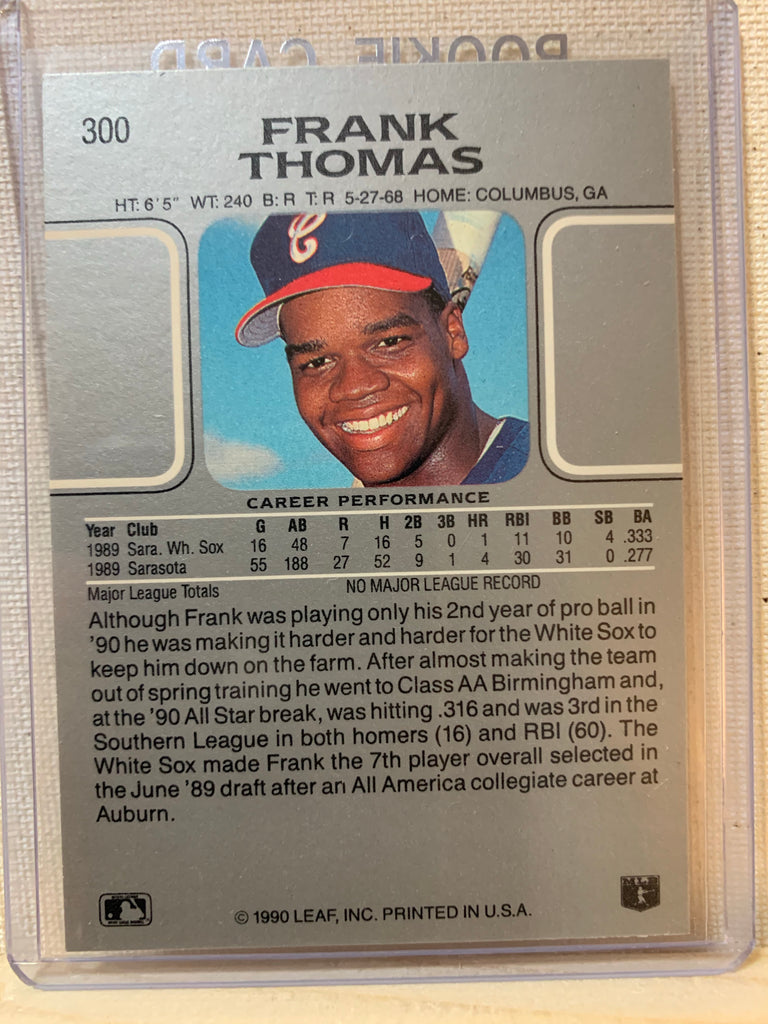 ROOKIE CARD
300
FRANK
THOMAS
HT: 6'5" WT: 240 B: R T: R 5-27-68 HOME: COLUMBUS, GA
C
CAREER PERFORMANCE
Year Club G AB R H 2B 3B HR RBI BB SB BA
1989 Sara. Wh. Sox 16 48 7 16 5 0 1 11 10 4 .333
1989 Sarasota 55 188 27 52 9 1 4 30 31 0 .277
Major League Totals NO MAJOR LEAGUE RECORD
Although Frank was playing only his 2nd year of pro ball in
'90 he was making it harder and harder for the White Sox to
keep him down on the farm. After almost making the team
out of spring training he went to Class AA Birmingham and,
at the '90 All Star break, was hitting .316 and was 3rd in the
Southern League in both homers (16) and RBI (60). The
White Sox made Frank the 7th player overall selected in
the June '89 draft after an All America collegiate career at
Auburn.
© 1990 LEAF, INC. PRINTED IN U.S.A.